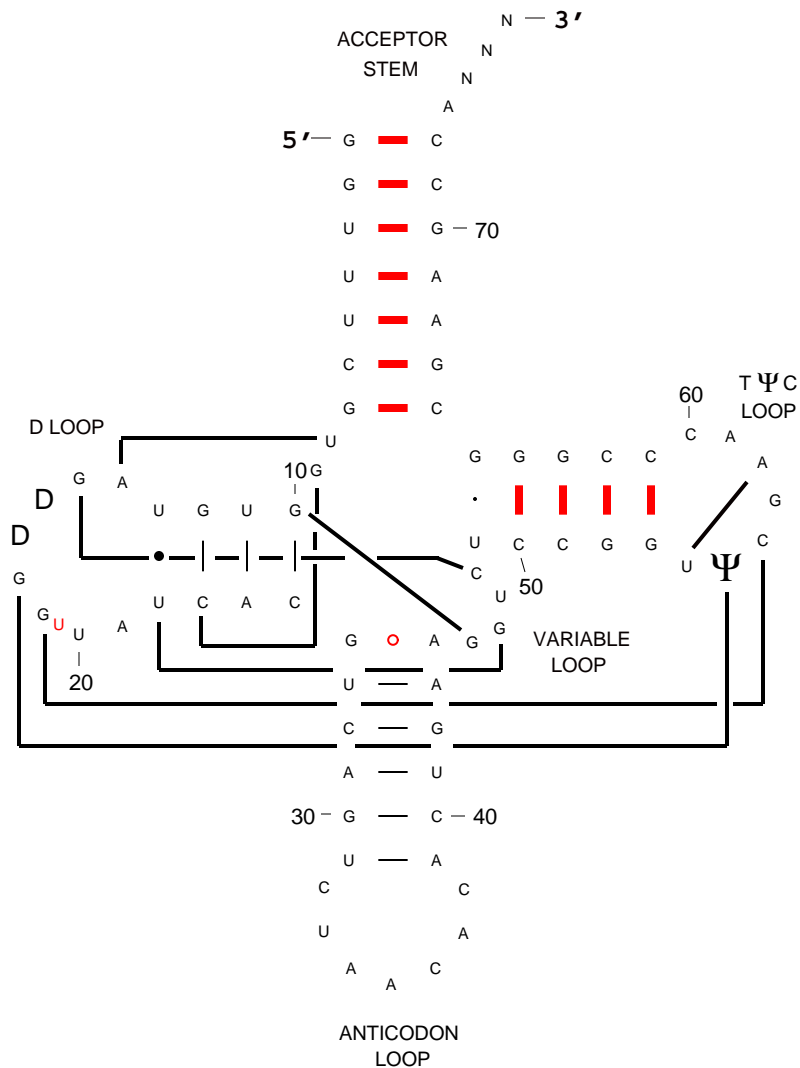 N 3′
ACCEPTOR
STEM
N
N
A
5′ G C
G C
U G 70
U A
U A
C G
G C
T Ψ C
LOOP
60
C A
D LOOP
U
G G G C C
A
10 G
G A
D
U G U G
G
D
U C C G G U Ψ
C
C
50
G
U A C A C
U
G U U A
G A G G
VARIABLE
LOOP
20
U A
C G
A U
30 G C 40
U A
C C
U A
A A C
ANTICODON
LOOP